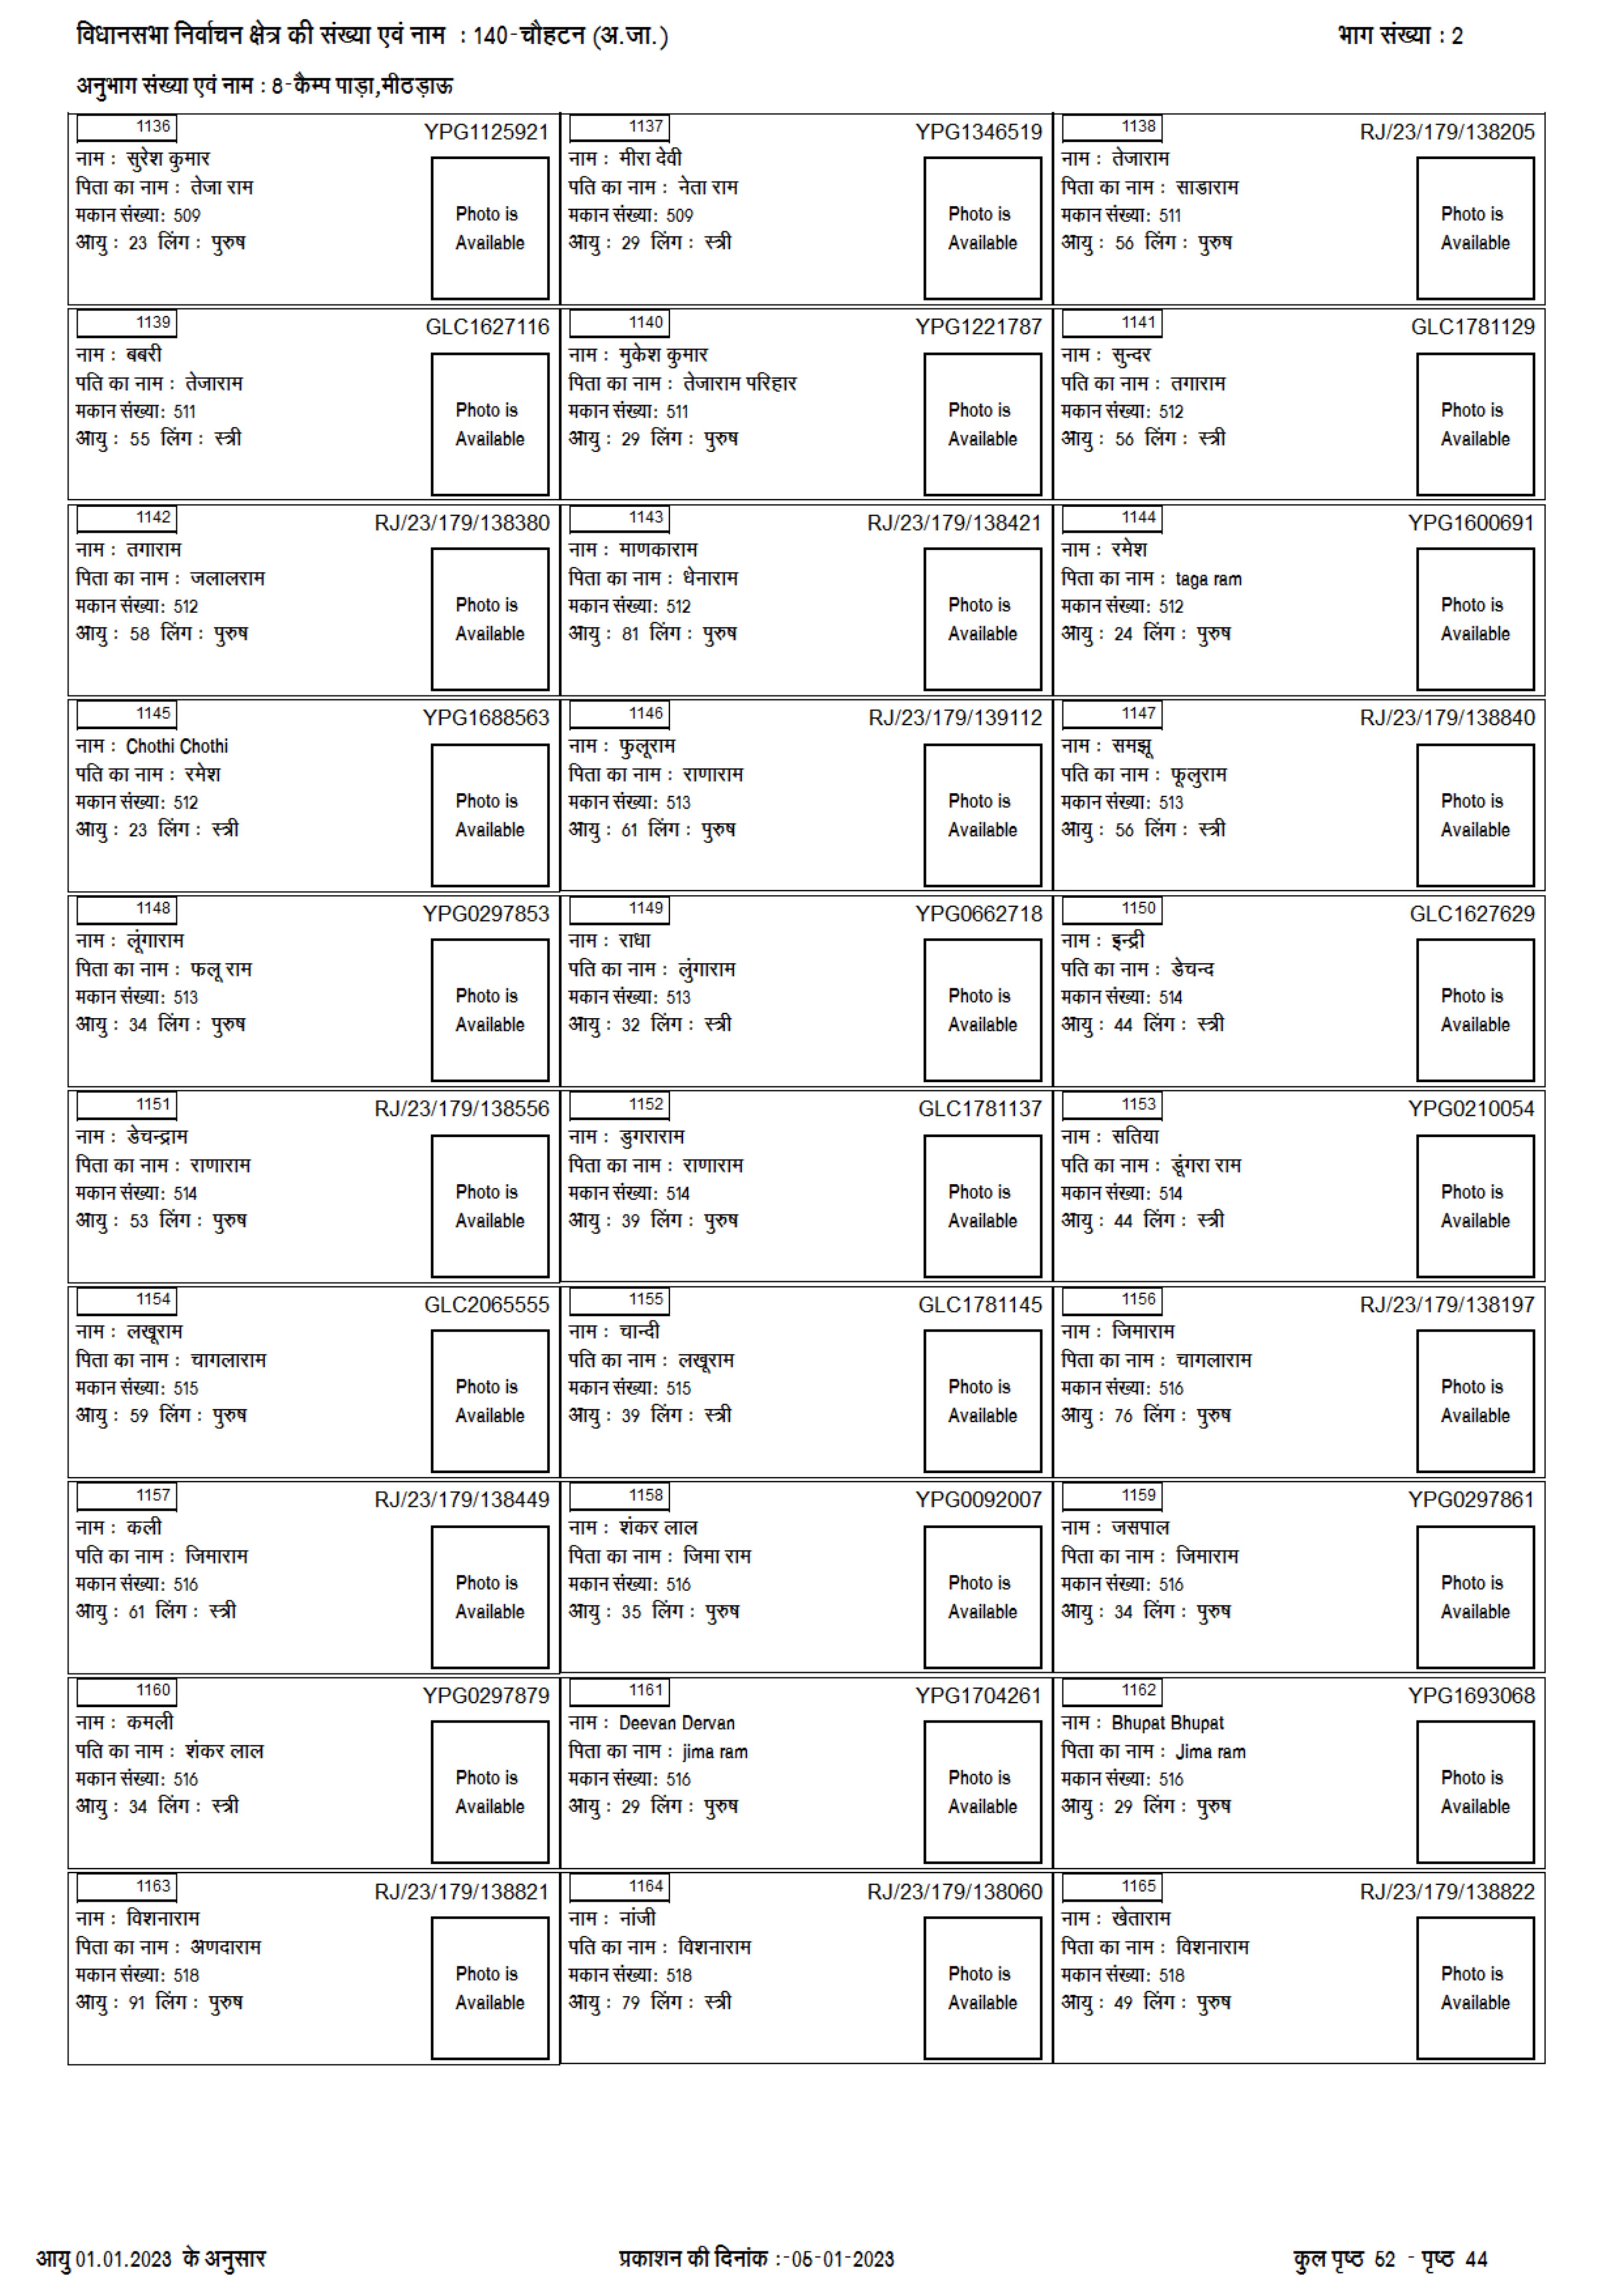 विधानसभा निर्वाचन क्षेत्र की संख्या एवं नाम : 140-चौहटन (अ.जा.) भाग संख्या : 2
अनुभाग संख्या एवं नाम : 8-कैम्प पाड़ा,मीठड़ाऊ
1136 YPG1125921
नाम : सुरेश कुमार
पिता का नाम : तेजा राम
मकान संख्या: 509
आयु : 23 लिंग : पुरुष
Photo is
Available
1137 YPG1346519
नाम : मीरा देवी
पति का नाम : नेता राम
मकान संख्या: 509
आयु : 29 लिंग : स्त्री
Photo is
Available
1138 RJ/23/179/138205
नाम : तेजाराम
पिता का नाम : साडाराम
मकान संख्या: 511
आयु : 56 लिंग : पुरुष
Photo is
Available
1139 GLC1627116
नाम : बबरी
पति का नाम : तेजाराम
मकान संख्या: 511
आयु : 55 लिंग : स्त्री
Photo is
Available
1140 YPG1221787
नाम : मुकेश कुमार
पिता का नाम : तेजाराम परिहार
मकान संख्या: 511
आयु : 29 लिंग : पुरुष
Photo is
Available
1141 GLC1781129
नाम : सुन्दर
पति का नाम : तगाराम
मकान संख्या: 512
आयु : 56 लिंग : स्त्री
Photo is
Available
1142 RJ/23/179/138380
नाम : तगाराम
पिता का नाम : जलालराम
मकान संख्या: 512
आयु : 58 लिंग : पुरुष
Photo is
Available
1143 RJ/23/179/138421
नाम : माणकाराम
पिता का नाम : धेनाराम
मकान संख्या: 512
आयु : 81 लिंग : पुरुष
Photo is
Available
1144 YPG1600691
नाम : रमेश
पिता का नाम : taga ram
मकान संख्या: 512
आयु : 24 लिंग : पुरुष
Photo is
Available
1145 YPG1688563
नाम : Chothi Chothi
पति का नाम : रमेश
मकान संख्या: 512
आयु : 23 लिंग : स्त्री
Photo is
Available
1146 RJ/23/179/139112
नाम : फुलूराम
पिता का नाम : राणाराम
मकान संख्या: 513
आयु : 61 लिंग : पुरुष
Photo is
Available
1147 RJ/23/179/138840
नाम : समझू
पति का नाम : फूलुराम
मकान संख्या: 513
आयु : 56 लिंग : स्त्री
Photo is
Available
1148 YPG0297853
नाम : लूंगाराम
पिता का नाम : फलू राम
मकान संख्या: 513
आयु : 34 लिंग : पुरुष
Photo is
Available
1149 YPG0662718
नाम : राधा
पति का नाम : लुंगाराम
मकान संख्या: 513
आयु : 32 लिंग : स्त्री
Photo is
Available
1150 GLC1627629
नाम : इन्द्री
पति का नाम : डेचन्द
मकान संख्या: 514
आयु : 44 लिंग : स्त्री
Photo is
Available
1151 RJ/23/179/138556
नाम : डेचन्द्राम
पिता का नाम : राणाराम
मकान संख्या: 514
आयु : 53 लिंग : पुरुष
Photo is
Available
1152 GLC1781137
नाम : डुगराराम
पिता का नाम : राणाराम
मकान संख्या: 514
आयु : 39 लिंग : पुरुष
Photo is
Available
1153 YPG0210054
नाम : सतिया
पति का नाम : डूंगरा राम
मकान संख्या: 514
आयु : 44 लिंग : स्त्री
Photo is
Available
1154 GLC2065555
नाम : लखूराम
पिता का नाम : चागलाराम
मकान संख्या: 515
आयु : 59 लिंग : पुरुष
Photo is
Available
1155 GLC1781145
नाम : चान्दी
पति का नाम : लखूराम
मकान संख्या: 515
आयु : 39 लिंग : स्त्री
Photo is
Available
1156 RJ/23/179/138197
नाम : जिमाराम
पिता का नाम : चागलाराम
मकान संख्या: 516
आयु : 76 लिंग : पुरुष
Photo is
Available
1157 RJ/23/179/138449
नाम : कली
पति का नाम : जिमाराम
मकान संख्या: 516
आयु : 61 लिंग : स्त्री
Photo is
Available
1158 YPG0092007
नाम : शंकर लाल
पिता का नाम : जिमा राम
मकान संख्या: 516
आयु : 35 लिंग : पुरुष
Photo is
Available
1159 YPG0297861
नाम : जसपाल
पिता का नाम : जिमाराम
मकान संख्या: 516
आयु : 34 लिंग : पुरुष
Photo is
Available
1160 YPG0297879
नाम : कमली
पति का नाम : शंकर लाल
मकान संख्या: 516
आयु : 34 लिंग : स्त्री
Photo is
Available
1161 YPG1704261
नाम : Deevan Dervan
पिता का नाम : jima ram
मकान संख्या: 516
आयु : 29 लिंग : पुरुष
Photo is
Available
1162 YPG1693068
नाम : Bhupat Bhupat
पिता का नाम : Jima ram
मकान संख्या: 516
आयु : 29 लिंग : पुरुष
Photo is
Available
1163 RJ/23/179/138821
नाम : विशनाराम
पिता का नाम : अणदाराम
मकान संख्या: 518
आयु : 91 लिंग : पुरुष
Photo is
Available
1164 RJ/23/179/138060
नाम : नांजी
पति का नाम : विशनाराम
मकान संख्या: 518
आयु : 79 लिंग : स्त्री
Photo is
Available
1165 RJ/23/179/138822
नाम : खेताराम
पिता का नाम : विशनाराम
मकान संख्या: 518
आयु : 49 लिंग : पुरुष
Photo is
Available
आयु 01.01.2023 के अनुसार प्रकाशन की दिनांक :-05-01-2023 कुल पृष्ठ 52 - पृष्ठ 44